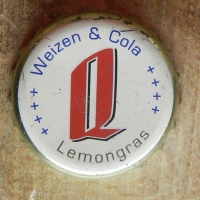 ++++ Weizen & Cola ++++
Q
Lemongras